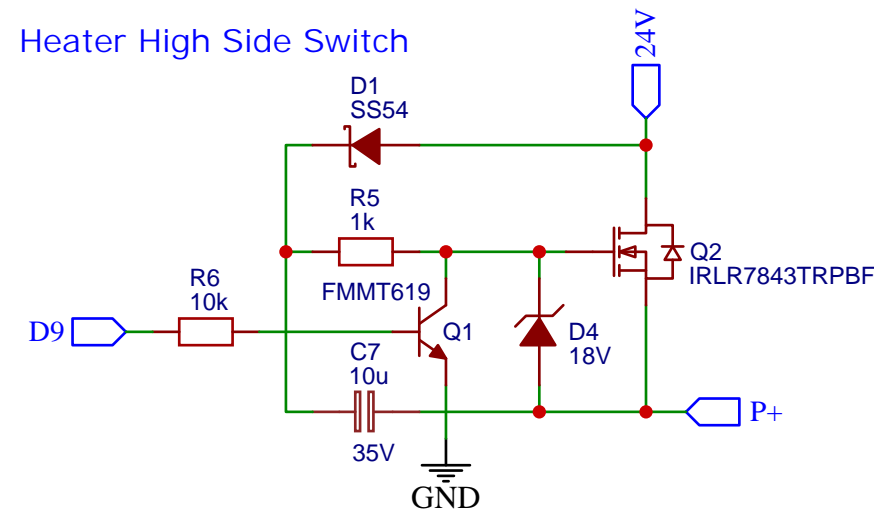 Heater High Side Switch
24V
D1
SS54
R5
1k
Q2
IRLR7843TRPBF
R6
10k
FMMT619
D9
Q1
D4
18V
C7
10u
P+
35V
GND